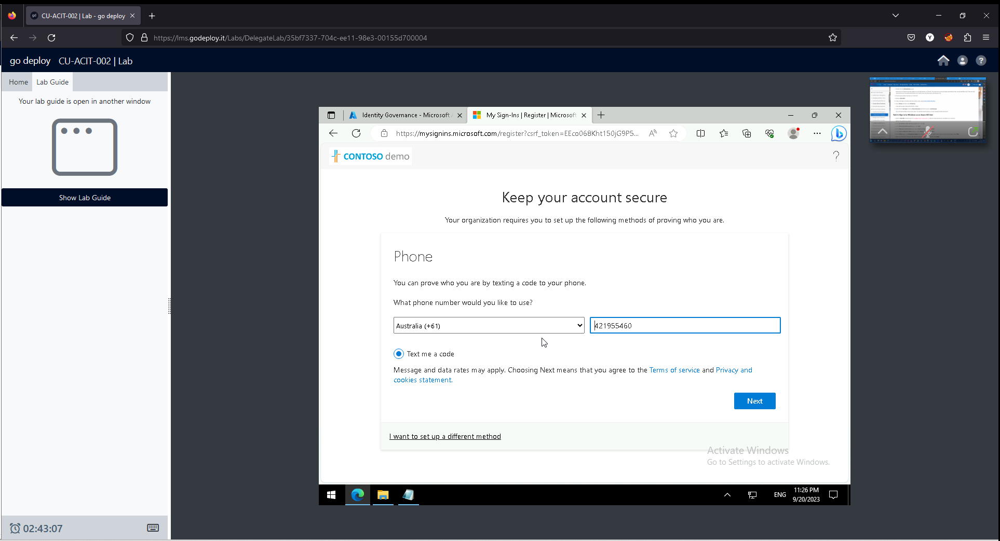 CU-ACIT-002 | Lab - go deploy
https://lms.godeploy.it/Labs/DelegateLab/35bf7337-704c-ee11-98e3-00155d700004
Y
go deploy CU-ACIT-002 | Lab
?
Home Lab Guide
Your lab guide is open in another window
Show Lab Guide
Identity Governance - Microsoft
My Sign-Ins | Register | Microsoft
https://mysignins.microsoft.com/register?csrf_token=EEco068Kht150jG9P5...
CONTOSO demo
?
Keep your account secure
Your organization requires you to set up the following methods of proving who you are.
Phone
You can prove who you are by texting a code to your phone.
What phone number would you like to use?
Australia (+61)
421955460
Text me a code
Message and data rates may apply. Choosing Next means that you agree to the Terms of service and Privacy and
cookies statement.
Next
I want to set up a different method
Activate Windows
Go to Settings to activate Windows.
ENG
11:26 PM
9/20/2023
02:43:07